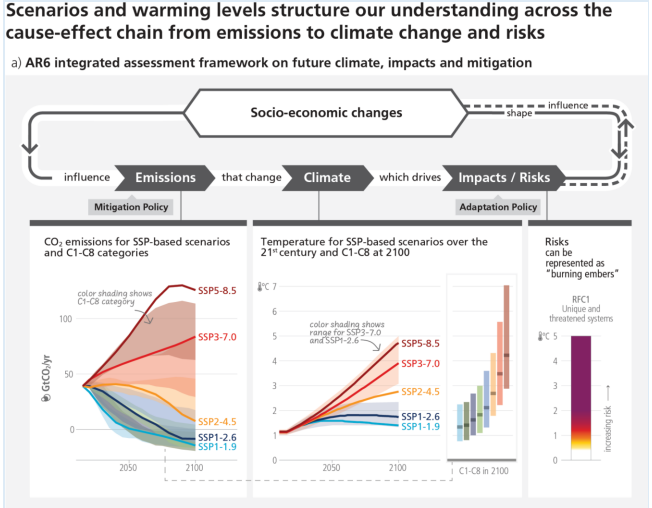 Scenarios and warming levels structure our understanding across the
cause-effect chain from emissions to climate change and risks
a) AR6 integrated assessment framework on future climate, impacts and mitigation
Socio-economic changes
influence
shape
influence
Emissions
that change
Climate
which drives
Impacts / Risks
Mitigation Policy
Adaptation Policy
CO₂ emissions for SSP-based scenarios
and C1-C8 categories
color shading shows
C1-C8 category
SSP5-8.5
SSP3-7.0
SSP2-4.5
SSP1-2.6
SSP1-1.9
GtCO₂/yr
100
50
0
2050
2100
Temperature for SSP-based scenarios over the
21st century and C1-C8 at 2100
°C
7
6
5
4
3
2
1
0
color shading shows
range for SSP3-7.0
and SSP1-2.6
SSP5-8.5
SSP3-7.0
SSP2-4.5
SSP1-2.6
SSP1-1.9
2050
2100
C1-C8 in 2100
Risks
can be
represented as
"burning embers"
RFC1
Unique and
threatened systems
°C
5
4
3
2
1
0
increasing risk